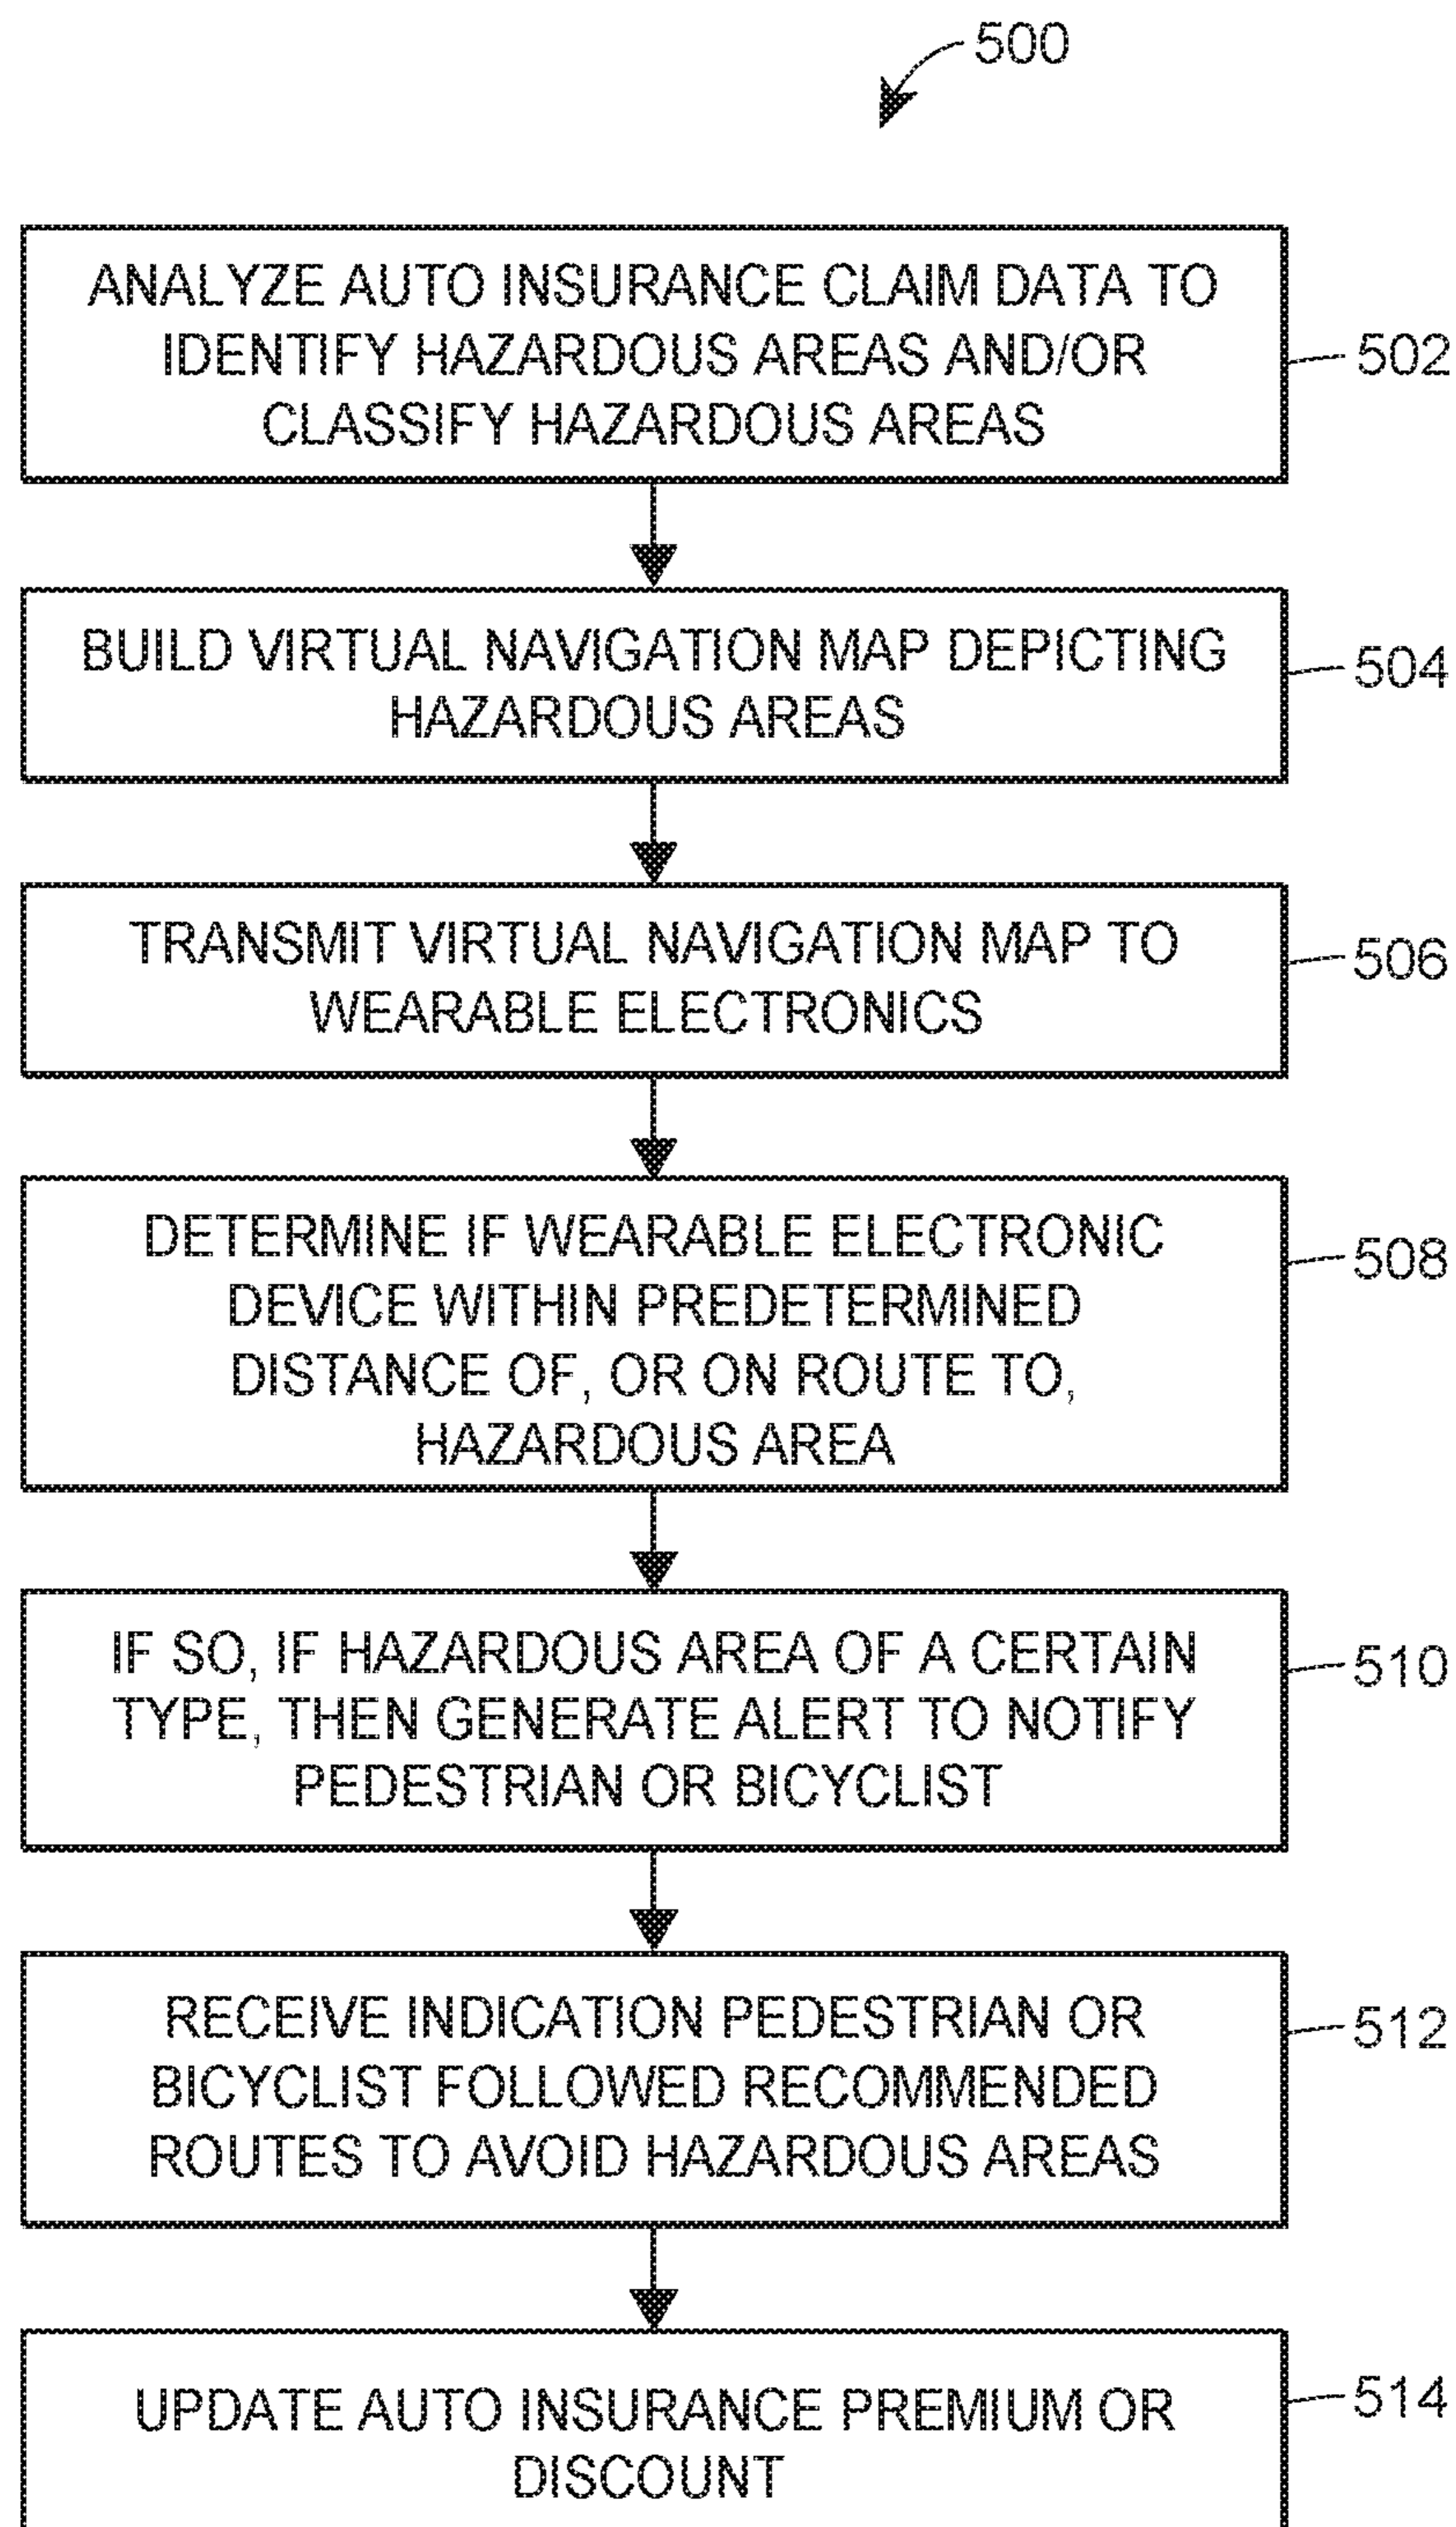 500
ANALYZE AUTO INSURANCE CLAIM DATA TO
IDENTIFY HAZARDOUS AREAS AND/OR
CLASSIFY HAZARDOUS AREAS
502
BUILD VIRTUAL NAVIGATION MAP DEPICTING
HAZARDOUS AREAS
504
TRANSMIT VIRTUAL NAVIGATION MAP TO
WEARABLE ELECTRONICS
506
DETERMINE IF WEARABLE ELECTRONIC
DEVICE WITHIN PREDETERMINED
DISTANCE OF, OR ON ROUTE TO,
HAZARDOUS AREA
508
IF SO, IF HAZARDOUS AREA OF A CERTAIN
TYPE, THEN GENERATE ALERT TO NOTIFY
PEDESTRIAN OR BICYCLIST
510
RECEIVE INDICATION PEDESTRIAN OR
BICYCLIST FOLLOWED RECOMMENDED
ROUTES TO AVOID HAZARDOUS AREAS
512
UPDATE AUTO INSURANCE PREMIUM OR
DISCOUNT
514